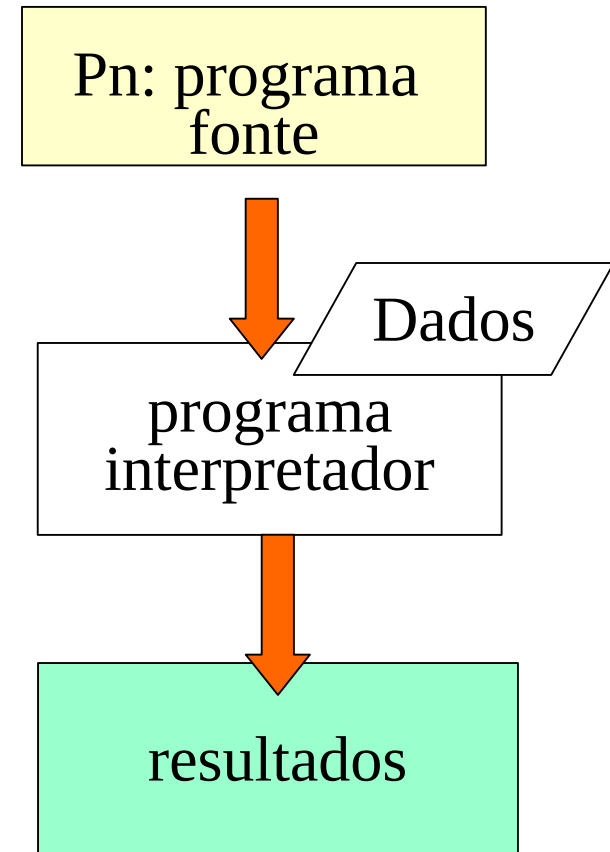 Pn: programa
fonte
Dados
programa
interpretador
resultados